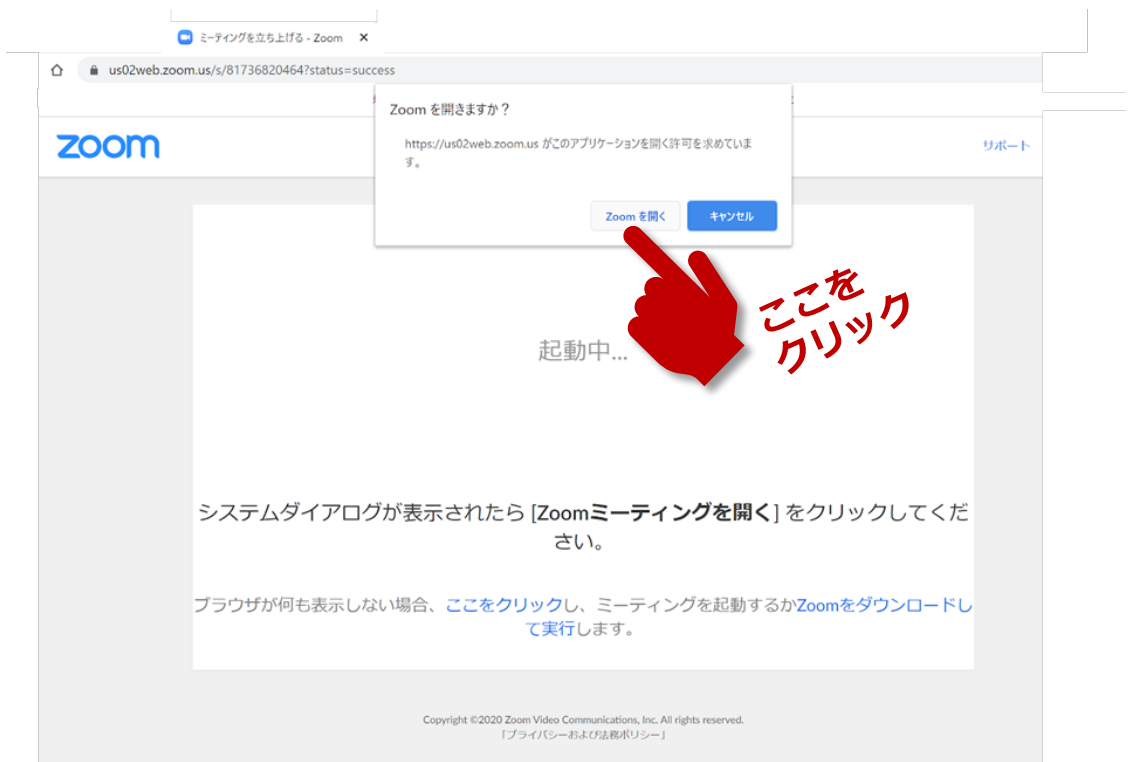 ミーティングを立ち上げる - Zoom ×
us02web.zoom.us/s/81736820464?status=success
Zoom を開きますか？
https://us02web.zoom.us がこのアプリケーションを開く許可を求めていま
す。
zoom
サポート
Zoom を開く
キャンセル
ここを
クリック
起動中...
システムダイアログが表示されたら [Zoomミーティングを開く] をクリックしてくだ
さい。
ブラウザが何も表示しない場合、ここをクリックし、ミーティングを起動するかZoomをダウンロードし
て実行します。
Copyright ©2020 Zoom Video Communications, Inc. All rights reserved.
「プライバシーおよび法務ポリシー」